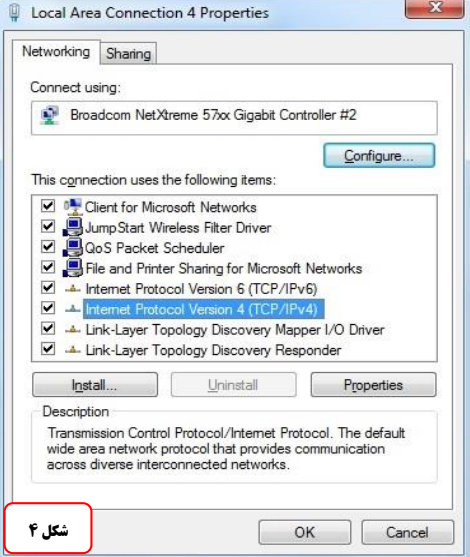 Local Area Connection 4 Properties
Networking
Sharing
Connect using:
Broadcom NetXtreme 57xx Gigabit Controller #2
Configure...
This connection uses the following items:
Client for Microsoft Networks
JumpStart Wireless Filter Driver
QoS Packet Scheduler
File and Printer Sharing for Microsoft Networks
Internet Protocol Version 6 (TCP/IPv6)
Internet Protocol Version 4 (TCP/IPv4)
Link-Layer Topology Discovery Mapper I/O Driver
Link-Layer Topology Discovery Responder
Install...
Uninstall
Properties
Description
Transmission Control Protocol/Internet Protocol. The default
wide area network protocol that provides communication
across diverse interconnected networks.
شکل ۴
OK
Cancel